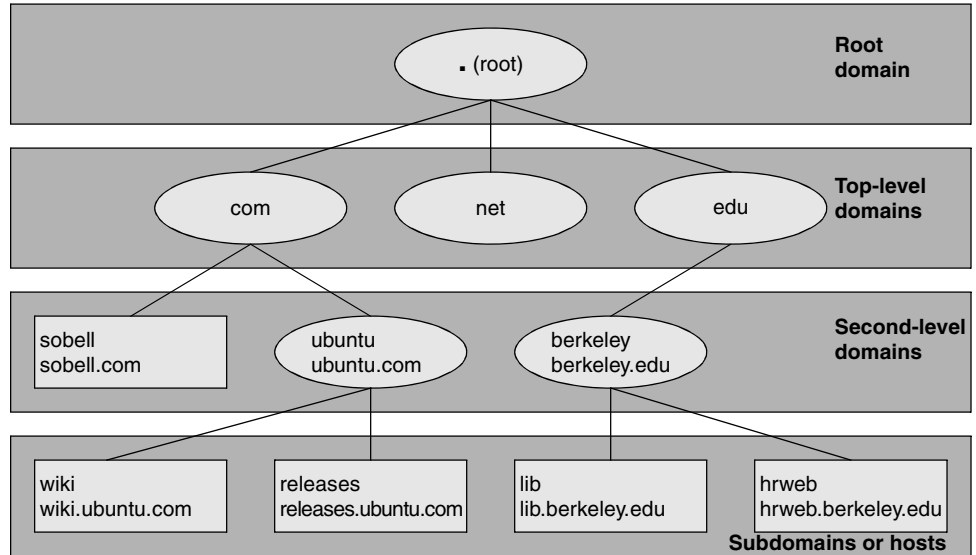 . (root)
Root
domain
com
net
edu
Top-level
domains
sobell
sobell.com
ubuntu
ubuntu.com
berkeley
berkeley.edu
Second-level
domains
wiki
wiki.ubuntu.com
releases
releases.ubuntu.com
lib
lib.berkeley.edu
hrweb
hrweb.berkeley.edu
Subdomains or hosts